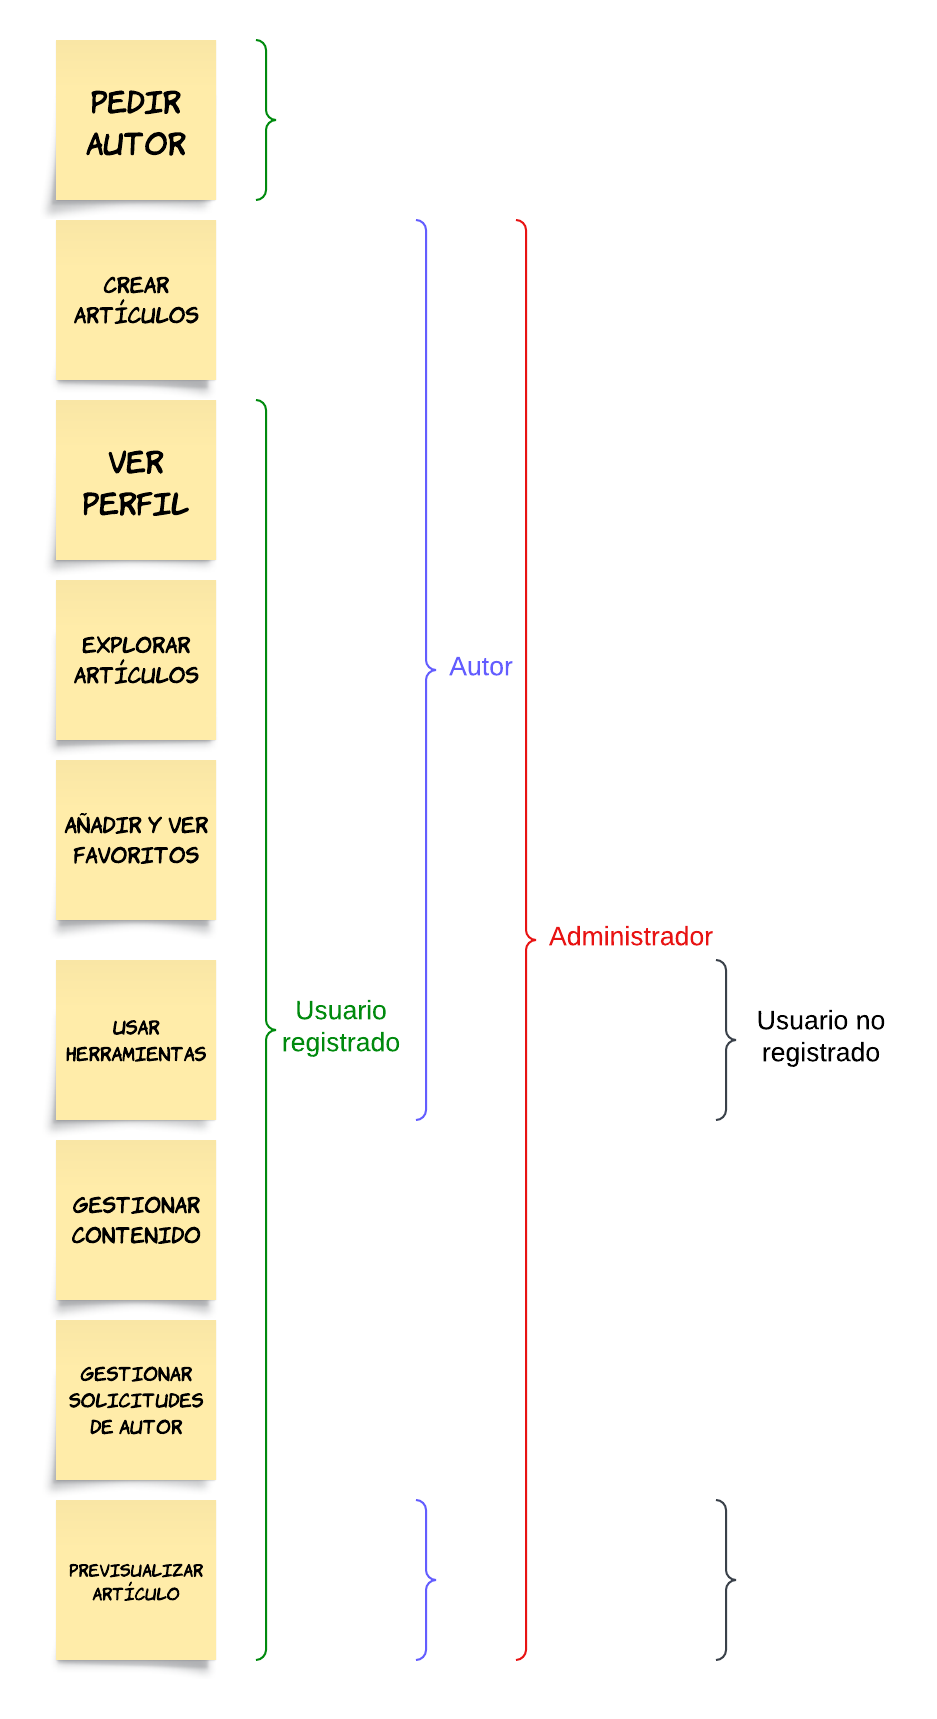 PEDIR
AUTOR
CREAR
ARTÍCULOS
VER
PERFIL
EXPLORAR
ARTÍCULOS
Autor
AÑADIR Y VER
FAVORITOS
Administrador
USAR
HERRAMIENTAS
Usuario
registrado
Usuario no
registrado
GESTIONAR
CONTENIDO
GESTIONAR
SOLICITUDES
DE AUTOR
PREVISUALIZAR
ARTÍCULO